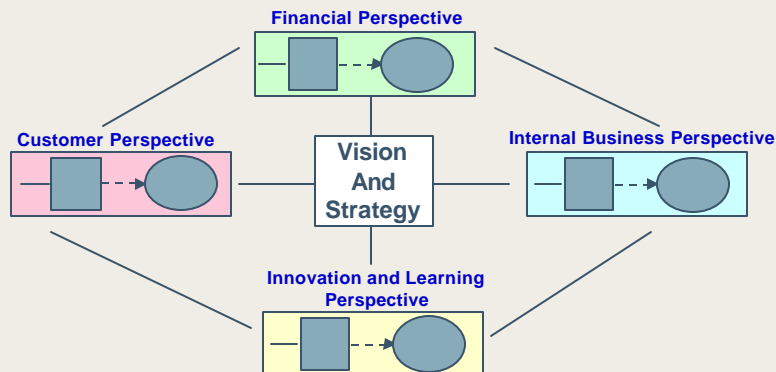 Financial Perspective
Customer Perspective
Internal Business Perspective
Vision
And
Strategy
Innovation and Learning
Perspective